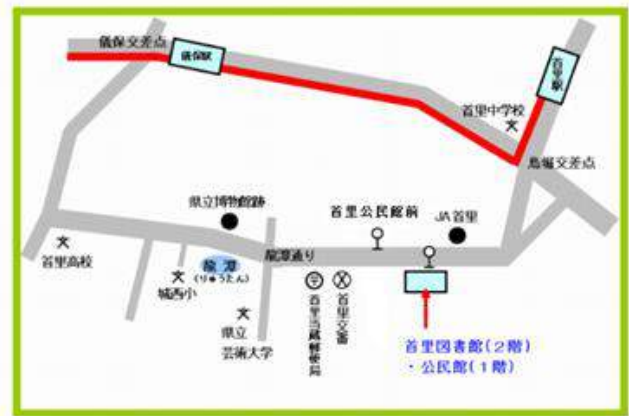 儀保交差点
儀保駅
首里駅
首里中学校
鳥堀交差点
県立博物館跡
首里公民館前
JA首里
首里高校
龍潭
(りゅうたん)
龍潭通り
城西小
県立
芸術大学
首里当蔵郵便局
首里交番
首里図書館(2階)
・公民館(1階)